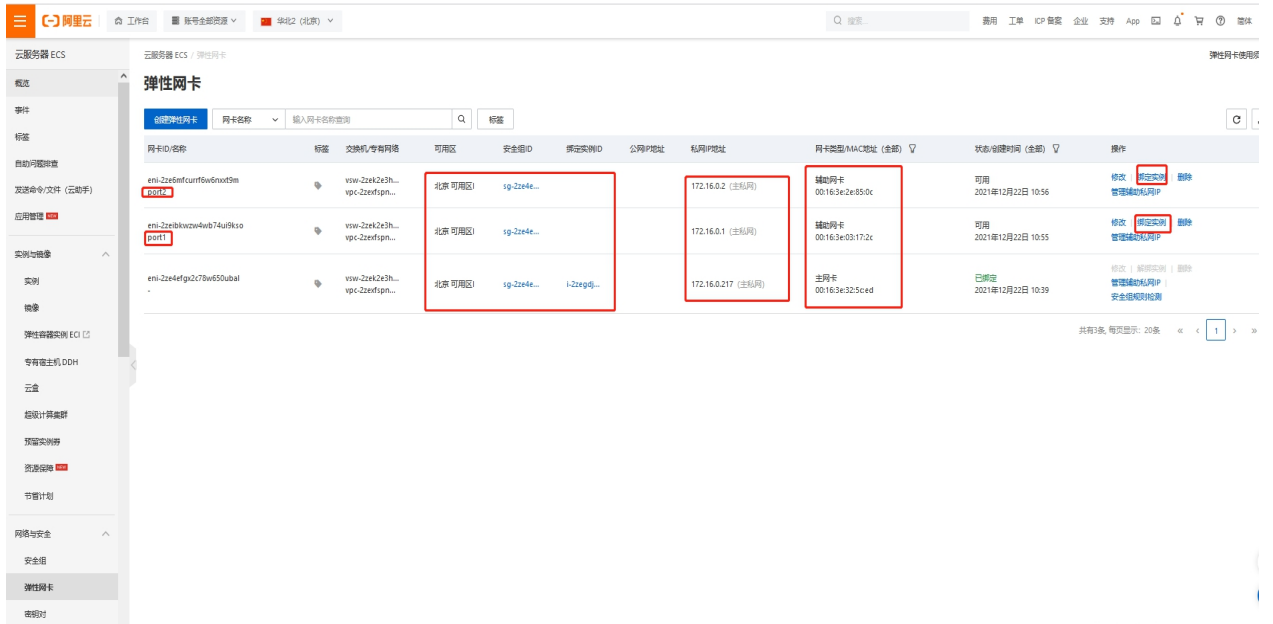 阿里云 工作台 账号全部资源 华北2（北京） 搜索... 费用 工单 ICP 备案 企业 支持 App 简体
云服务器 ECS
云服务器 ECS / 弹性网卡
弹性网卡
概览
事件
标签
自助问题排查
发送命令/文件（云助手）
应用管理 NEW
实例与镜像
实例
镜像
弹性容器实例 ECI
专有宿主机 DDH
云盒
超级计算集群
预留实例券
资源保障 NEW
节省计划
网络与安全
安全组
弹性网卡
密钥对
创建弹性网卡 网卡名称 输入网卡名称查询 标签
网卡ID/名称 标签 交换机/专有网络 可用区 安全组ID 绑定实例ID 公网IP地址 私网IP地址 网卡类型/MAC地址（全部） 状态/创建时间（全部） 操作
eni-2ze6mfcurrf6w6nxxt9m vsw-2zek2e3h... 北京 可用区I sg-2ze4e... 172.16.0.2 (主私网) 辅助网卡 可用 修改 | 绑定实例 | 删除
port2 vpc-2zexfspn... 00:16:3e:2e:85:0c 2021年12月22日 10:56 管理辅助私网IP
eni-2zeibkwzw4wb74ui9kso vsw-2zek2e3h... 北京 可用区I sg-2ze4e... 172.16.0.1 (主私网) 辅助网卡 可用 修改 | 绑定实例 | 删除
port1 vpc-2zexfspn... 00:16:3e:03:17:2c 2021年12月22日 10:55 管理辅助私网IP
eni-2ze4efgx2c78w650ubal vsw-2zek2e3h... 北京 可用区I sg-2ze4e... i-2zegdj... 172.16.0.217 (主私网) 主网卡 已绑定 修改 | 解绑实例 | 删除
- vpc-2zexfspn... 00:16:3e:32:5c:ed 2021年12月22日 10:39 管理辅助私网IP |
安全组规则检测
共有3条, 每页显示: 20条 « ‹ 1 › »